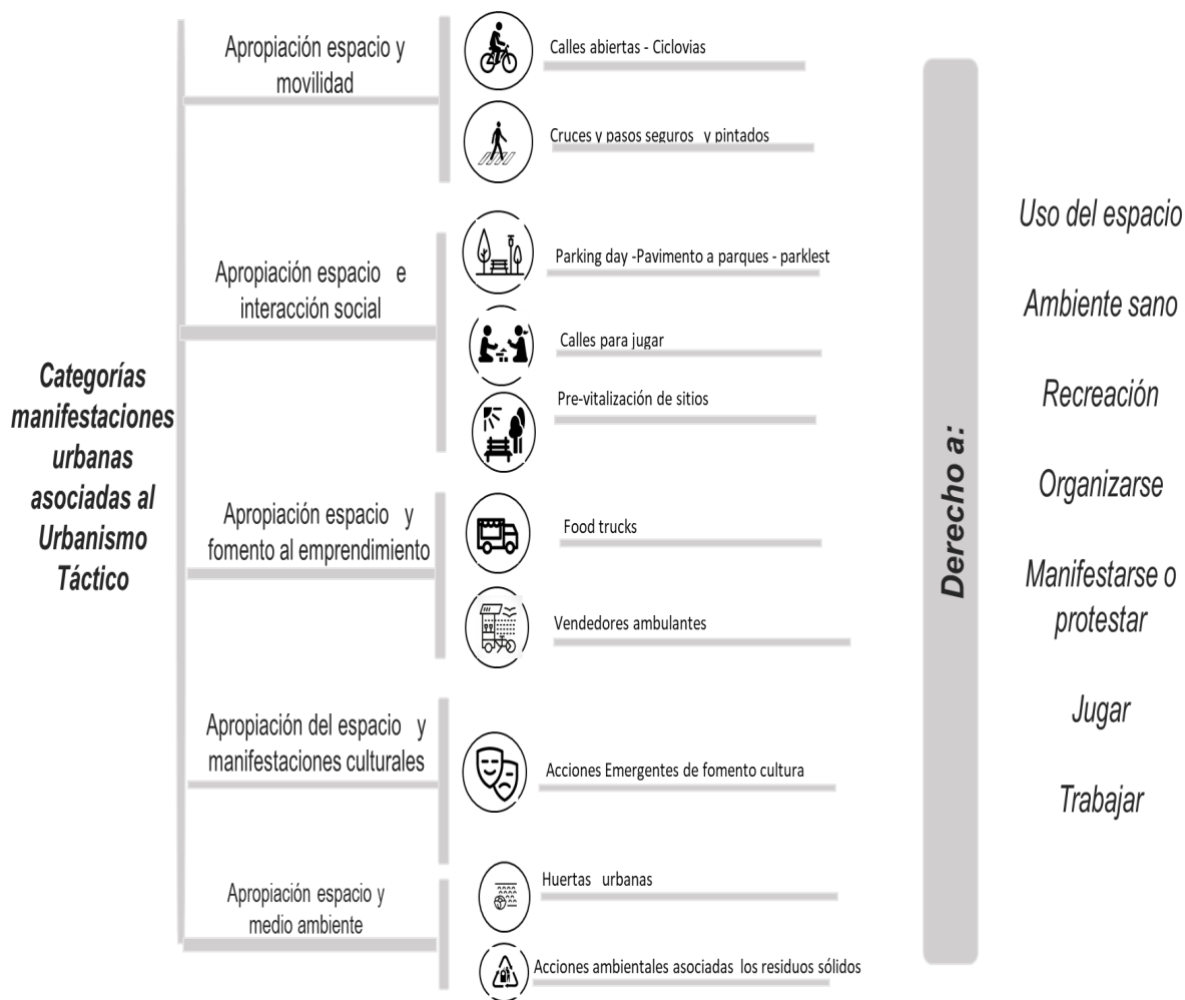 Categorías
manifestaciones
urbanas
asociadas al
Urbanismo
Táctico
Apropiación espacio y
movilidad
Calles abiertas - Ciclovias
Cruces y pasos seguros y pintados
Apropiación espacio e
interacción social
Parking day -Pavimento a parques - parklest
Calles para jugar
Pre-vitalización de sitios
Apropiación espacio y
fomento al emprendimiento
Food trucks
Vendedores ambulantes
Apropiación del espacio y
manifestaciones culturales
Acciones Emergentes de fomento cultura
Apropiación espacio y
medio ambiente
Huertas urbanas
Acciones ambientales asociadas los residuos sólidos
Derecho a:
Uso del espacio
Ambiente sano
Recreación
Organizarse
Manifestarse o
protestar
Jugar
Trabajar